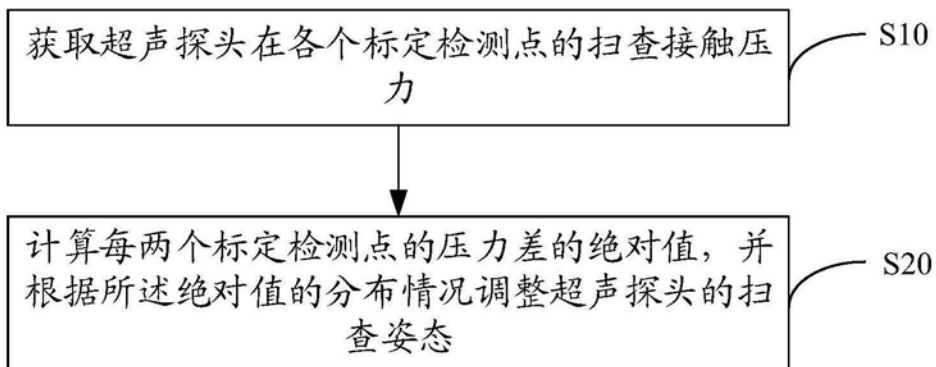 获取超声探头在各个标定检测点的扫查接触压
力
S10
计算每两个标定检测点的压力差的绝对值，并
根据所述绝对值的分布情况调整超声探头的扫
查姿态
S20